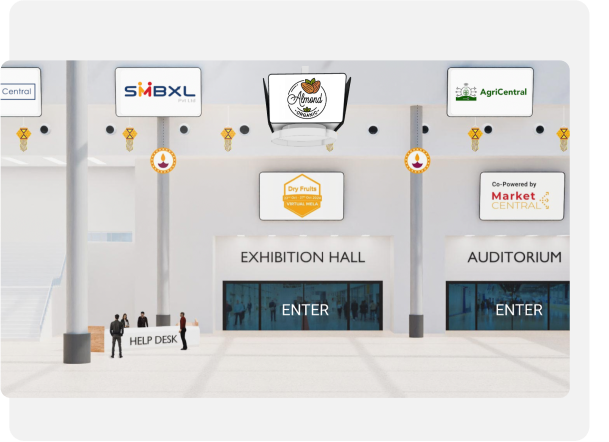 Central
SMBXL
PVT LTD
Almond
ORGANIC
AgriCentral
Dry Fruits
VIRTUAL MELA
Co-Powered by
Market
CENTRAL
EXHIBITION HALL
AUDITORIUM
ENTER
ENTER
HELP DESK